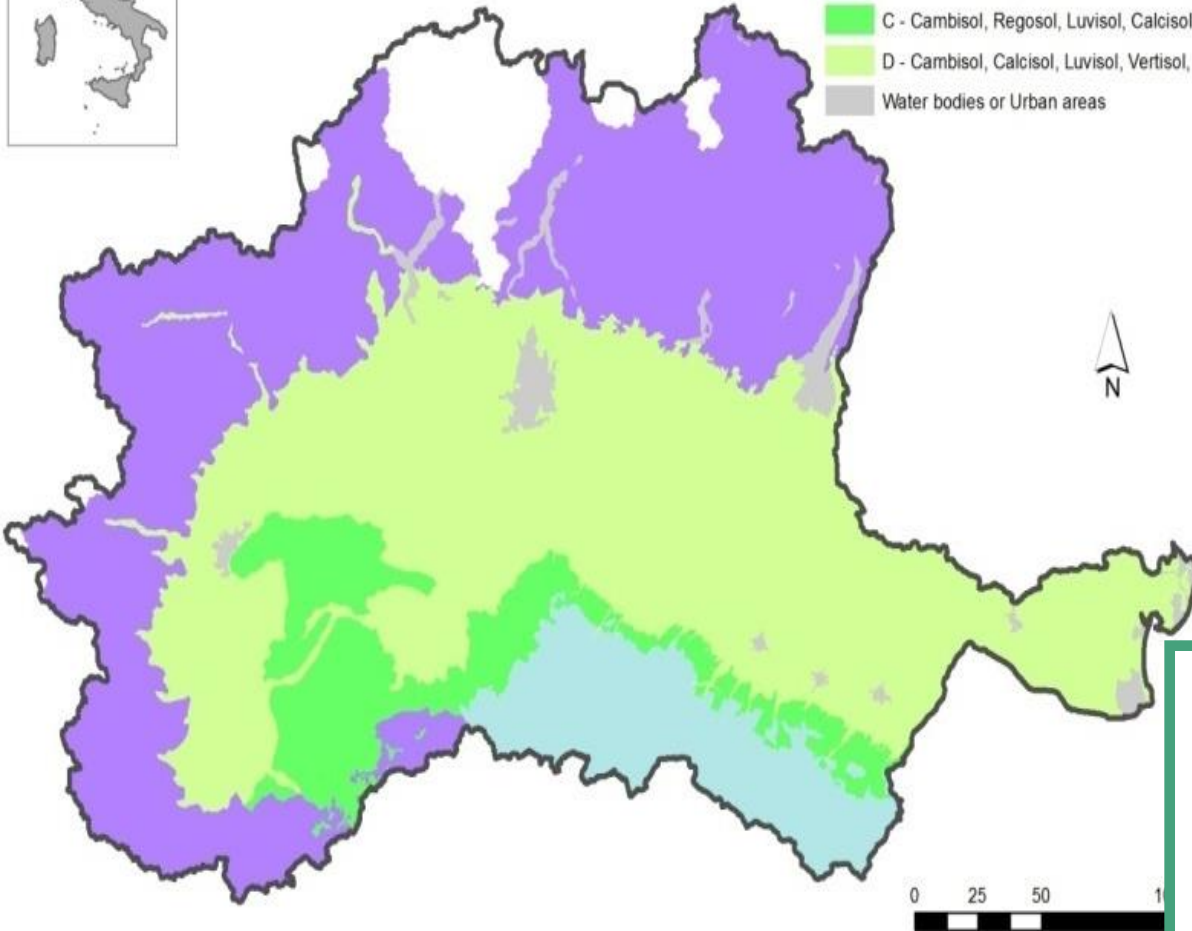 C - Cambisol, Regosol, Luvisol, Calcisol
D - Cambisol, Calcisol, Luvisol, Vertisol,
Water bodies or Urban areas
N
0 25 50